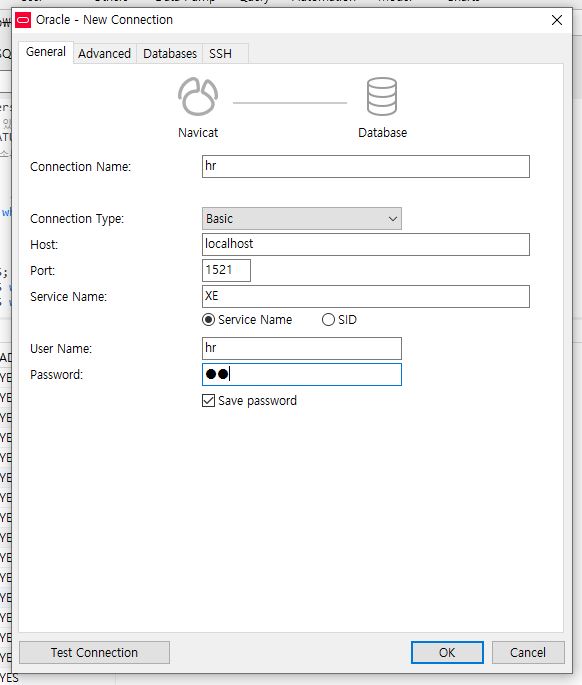 Oracle - New Connection
General Advanced Databases SSH
Navicat Database
Connection Name: hr
Connection Type: Basic
Host: localhost
Port: 1521
Service Name: XE
Service Name SID
User Name: hr
Password: ●●
Save password
Test Connection OK Cancel
YES